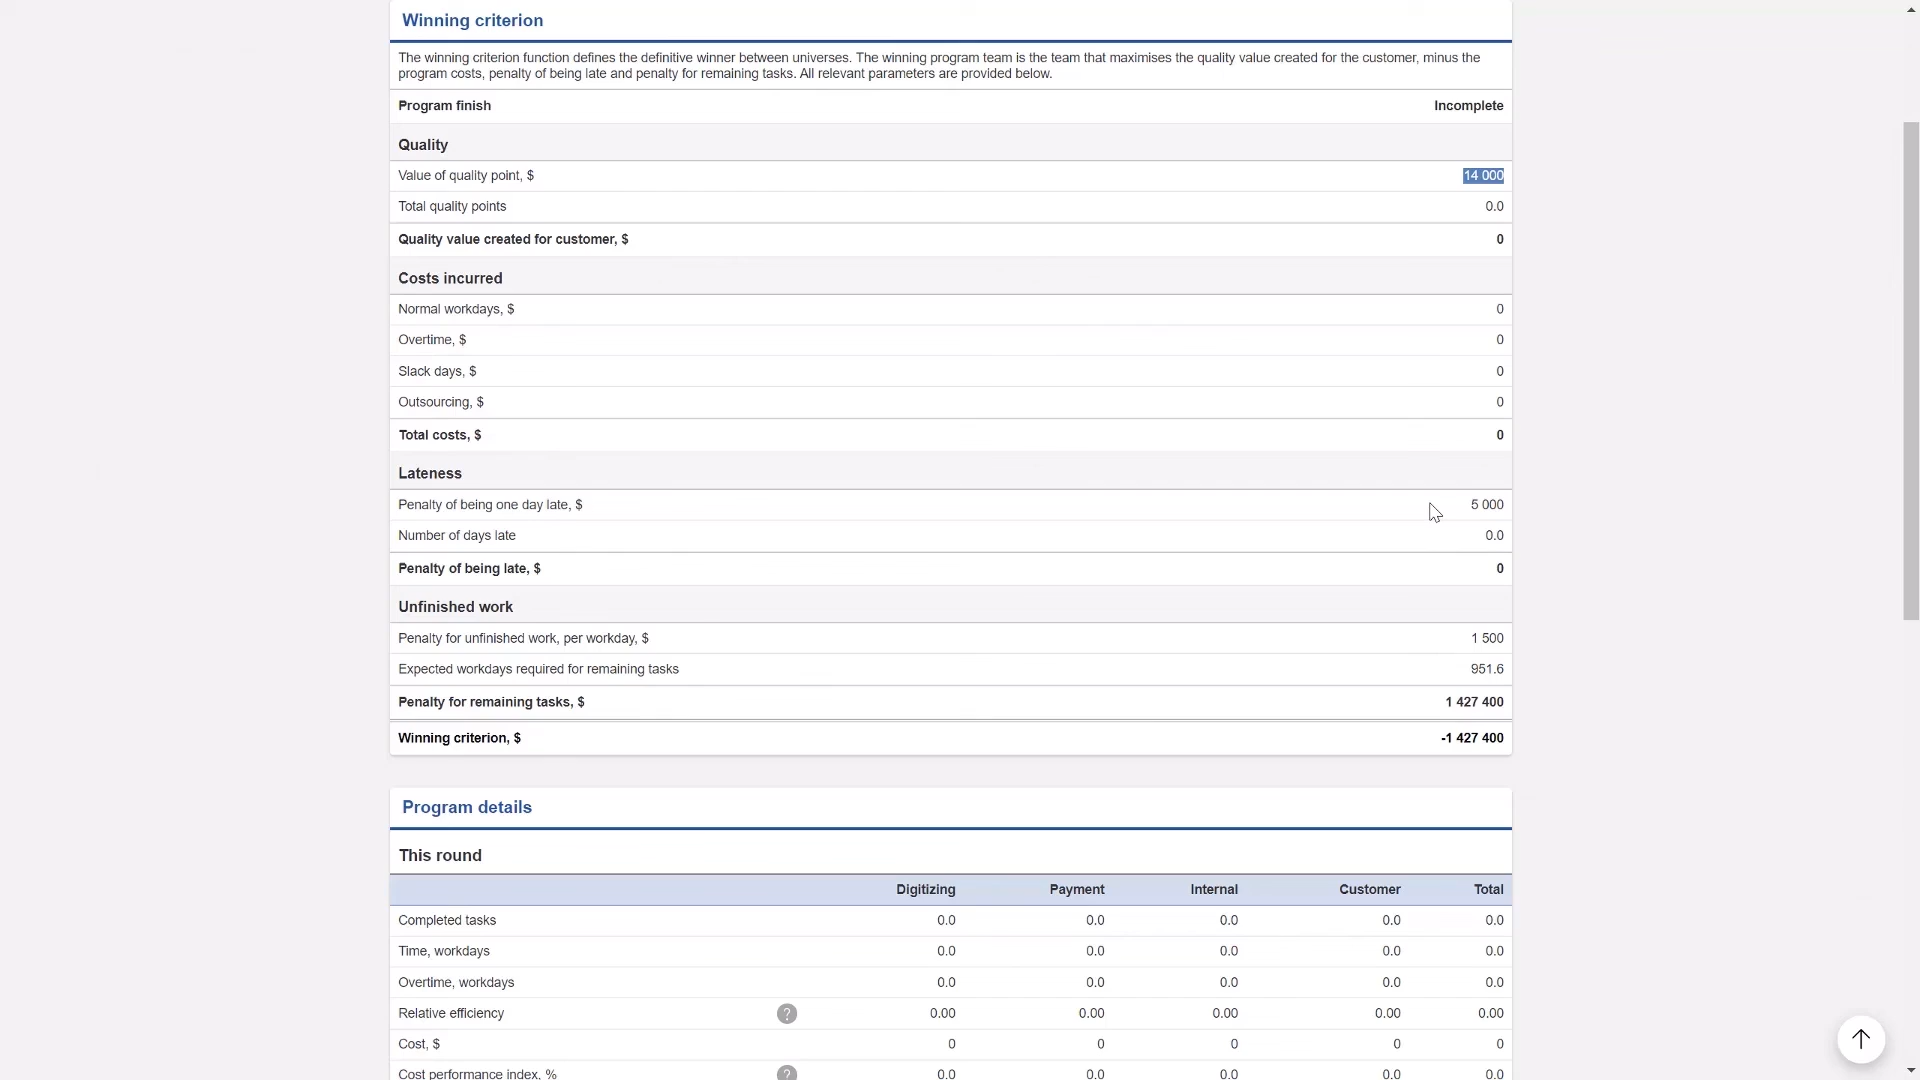 Winning criterion
The winning criterion function defines the definitive winner between universes. The winning program team is the team that maximises the quality value created for the customer, minus the
program costs, penalty of being late and penalty for remaining tasks. All relevant parameters are provided below.
Program finish Incomplete
Quality
Value of quality point, $ 14 000
Total quality points 0.0
Quality value created for customer, $ 0
Costs incurred
Normal workdays, $ 0
Overtime, $ 0
Slack days, $ 0
Outsourcing, $ 0
Total costs, $ 0
Lateness
Penalty of being one day late, $ 5 000
Number of days late 0.0
Penalty of being late, $ 0
Unfinished work
Penalty for unfinished work, per workday, $ 1 500
Expected workdays required for remaining tasks 951.6
Penalty for remaining tasks, $ 1 427 400
Winning criterion, $ -1 427 400
Program details
This round
Digitizing Payment Internal Customer Total
Completed tasks 0.0 0.0 0.0 0.0 0.0
Time, workdays 0.0 0.0 0.0 0.0 0.0
Overtime, workdays 0.0 0.0 0.0 0.0 0.0
Relative efficiency ? 0.00 0.00 0.00 0.00 0.00
Cost, $ 0 0 0 0 0
Cost performance index, % ? 0.0 0.0 0.0 0.0 0.0